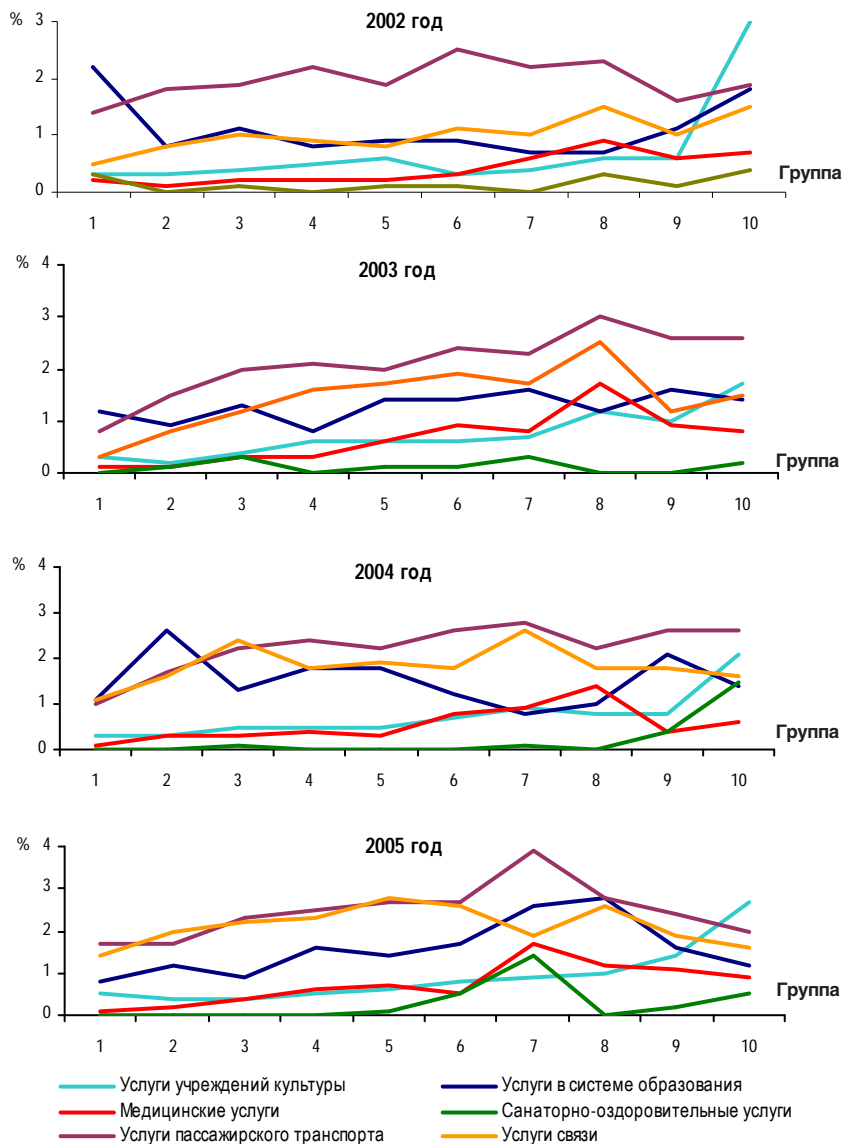 % 3 2002 год
2
1
0 Группа
1 2 3 4 5 6 7 8 9 10
% 4 2003 год
3
2
1
0 Группа
1 2 3 4 5 6 7 8 9 10
% 4 2004 год
3
2
1
0 Группа
1 2 3 4 5 6 7 8 9 10
% 4 2005 год
3
2
1
0 Группа
1 2 3 4 5 6 7 8 9 10
Услуги учреждений культуры Услуги в системе образования
Медицинские услуги Санаторно-оздоровительные услуги
Услуги пассажирского транспорта Услуги связи